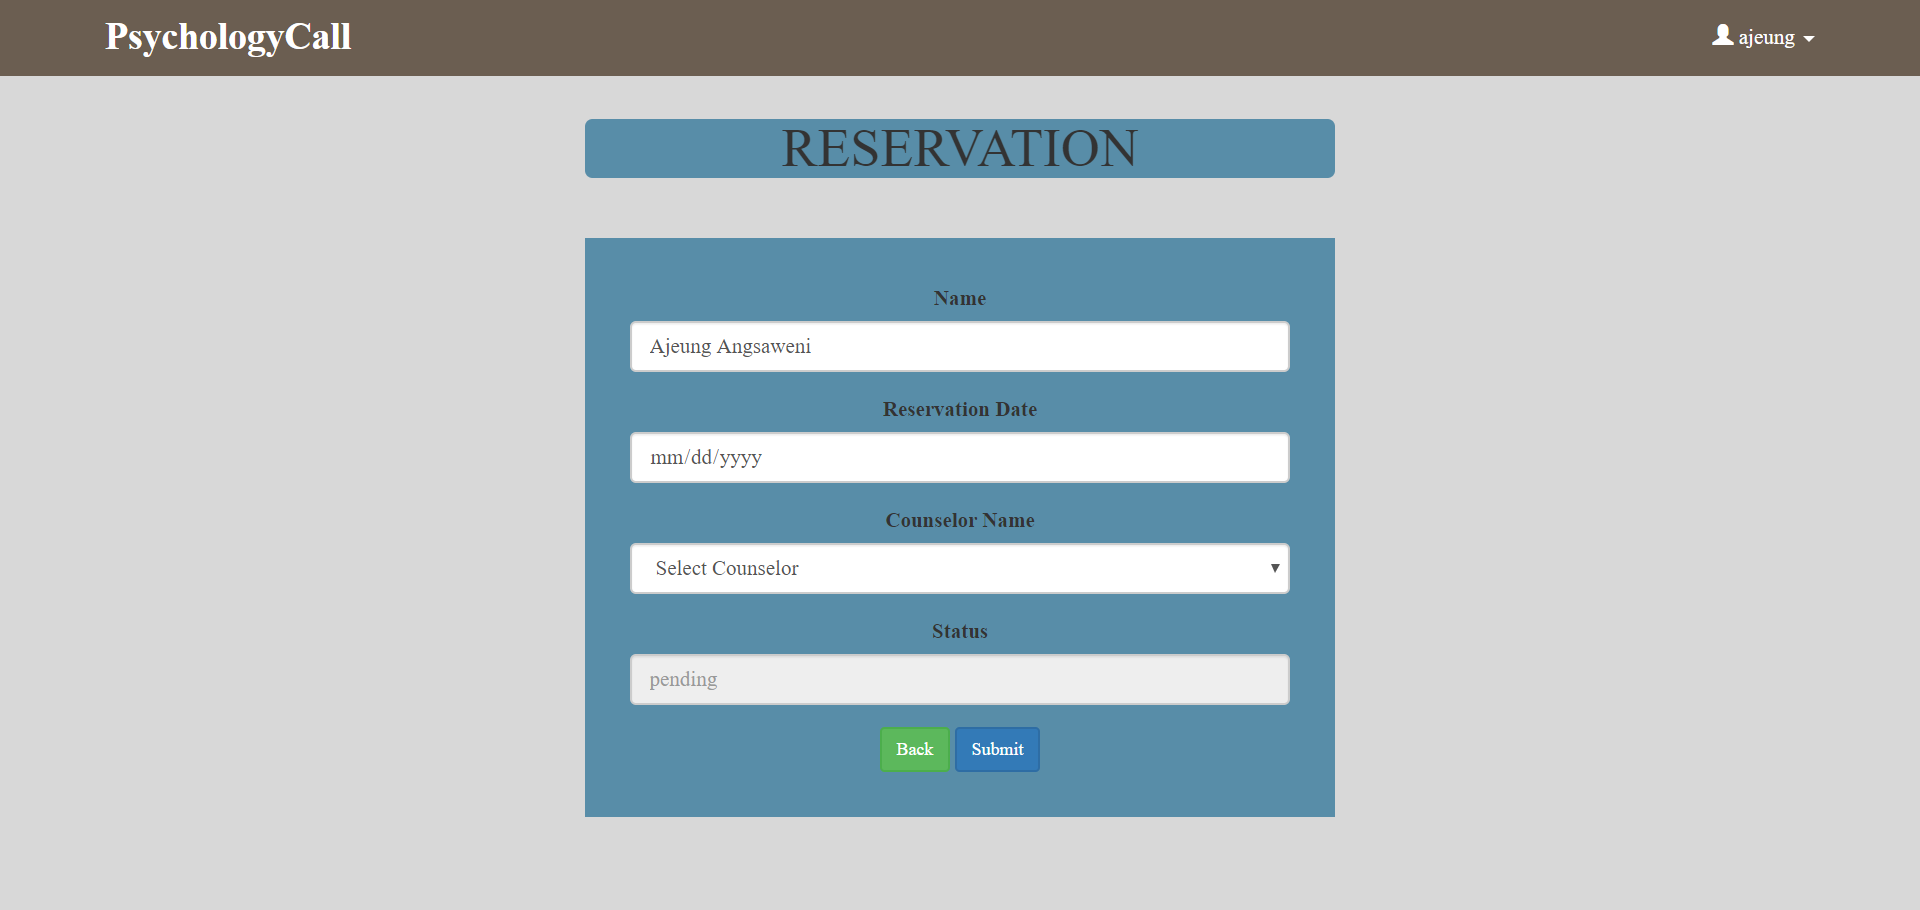 PsychologyCall
ajeung
RESERVATION
Name
Ajeung Angsaweni
Reservation Date
mm/dd/yyyy
Counselor Name
Select Counselor
Status
pending
Back Submit